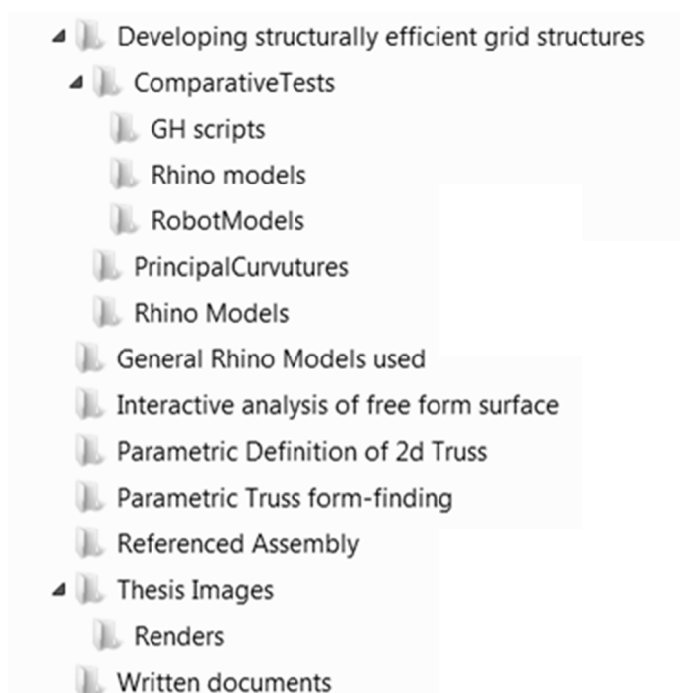 Developing structurally efficient grid structures
ComparativeTests
GH scripts
Rhino models
RobotModels
PrincipalCurvutures
Rhino Models
General Rhino Models used
Interactive analysis of free form surface
Parametric Definition of 2d Truss
Parametric Truss form-finding
Referenced Assembly
Thesis Images
Renders
Written documents